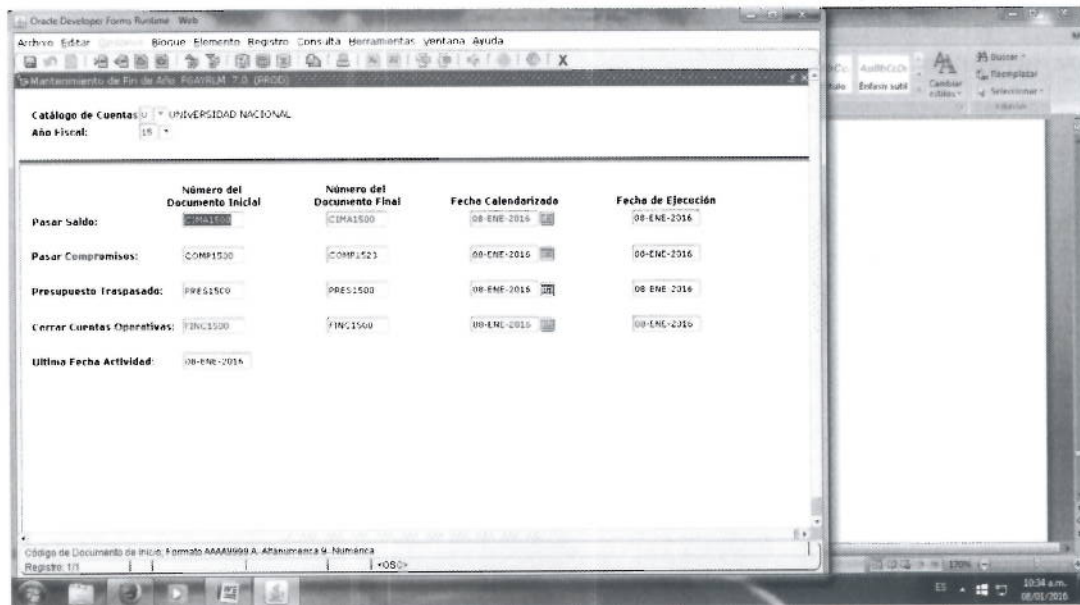 Oracle Developer Forms Runtime Web
Archivo Editar Bloque Elemento Registro Consulta Herramientas Ventana Ayuda
Mantenimiento de Fin de Año FGAYRLM 7.0 (PROD)
Catálogo de Cuentas U UNIVERSIDAD NACIONAL
Año Fiscal: 15
Número del Documento Inicial Número del Documento Final Fecha Calendarizada Fecha de Ejecución
Pasar Saldo: CIMA1500 CIMA1500 08-ENE-2016 08-ENE-2016
Pasar Compromisos: COMP1500 COMP1523 08-ENE-2016 08-ENE-2016
Presupuesto Traspasado: PRES1500 PRES1500 08-ENE-2016 08-ENE-2016
Cerrar Cuentas Operativas: FINC1500 FINC1500 08-ENE-2016 08-ENE-2016
Ultima Fecha Actividad: 08-ENE-2016
Código de Documento de Inicio; Formato AAAA9999 A- Alfanumerica 9- Numérica
Registro: 1/1 <OSC>
Énfasis sutil
Cambiar estilos
Buscar
Reemplazar
Seleccionar
170%
ES
10:34 a.m.
08/01/2016